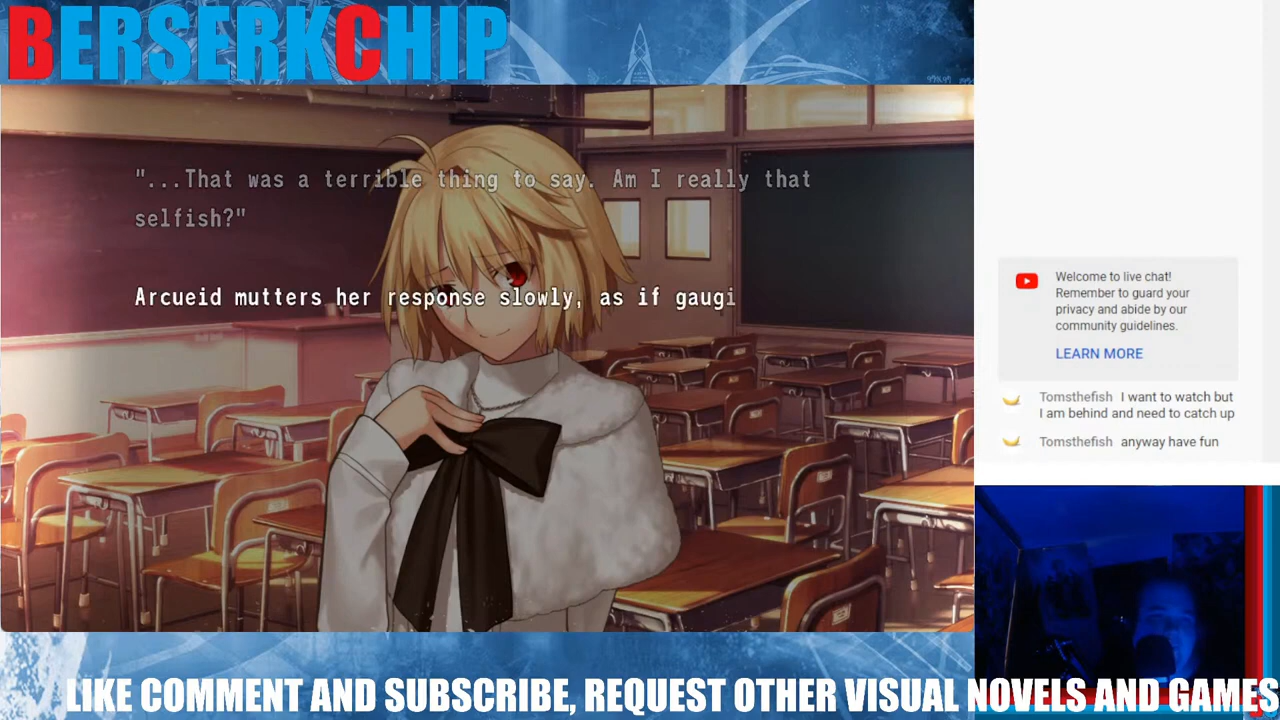 BERSERKCHIP
"...That was a terrible thing to say. Am I really that
selfish?"
Arcueid mutters her response slowly, as if gaugi
Welcome to live chat!
Remember to guard your
privacy and abide by our
community guidelines.
LEARN MORE
Tomsthefish I want to watch but
I am behind and need to catch up
Tomsthefish anyway have fun
LIKE COMMENT AND SUBSCRIBE, REQUEST OTHER VISUAL NOVELS AND GAMES